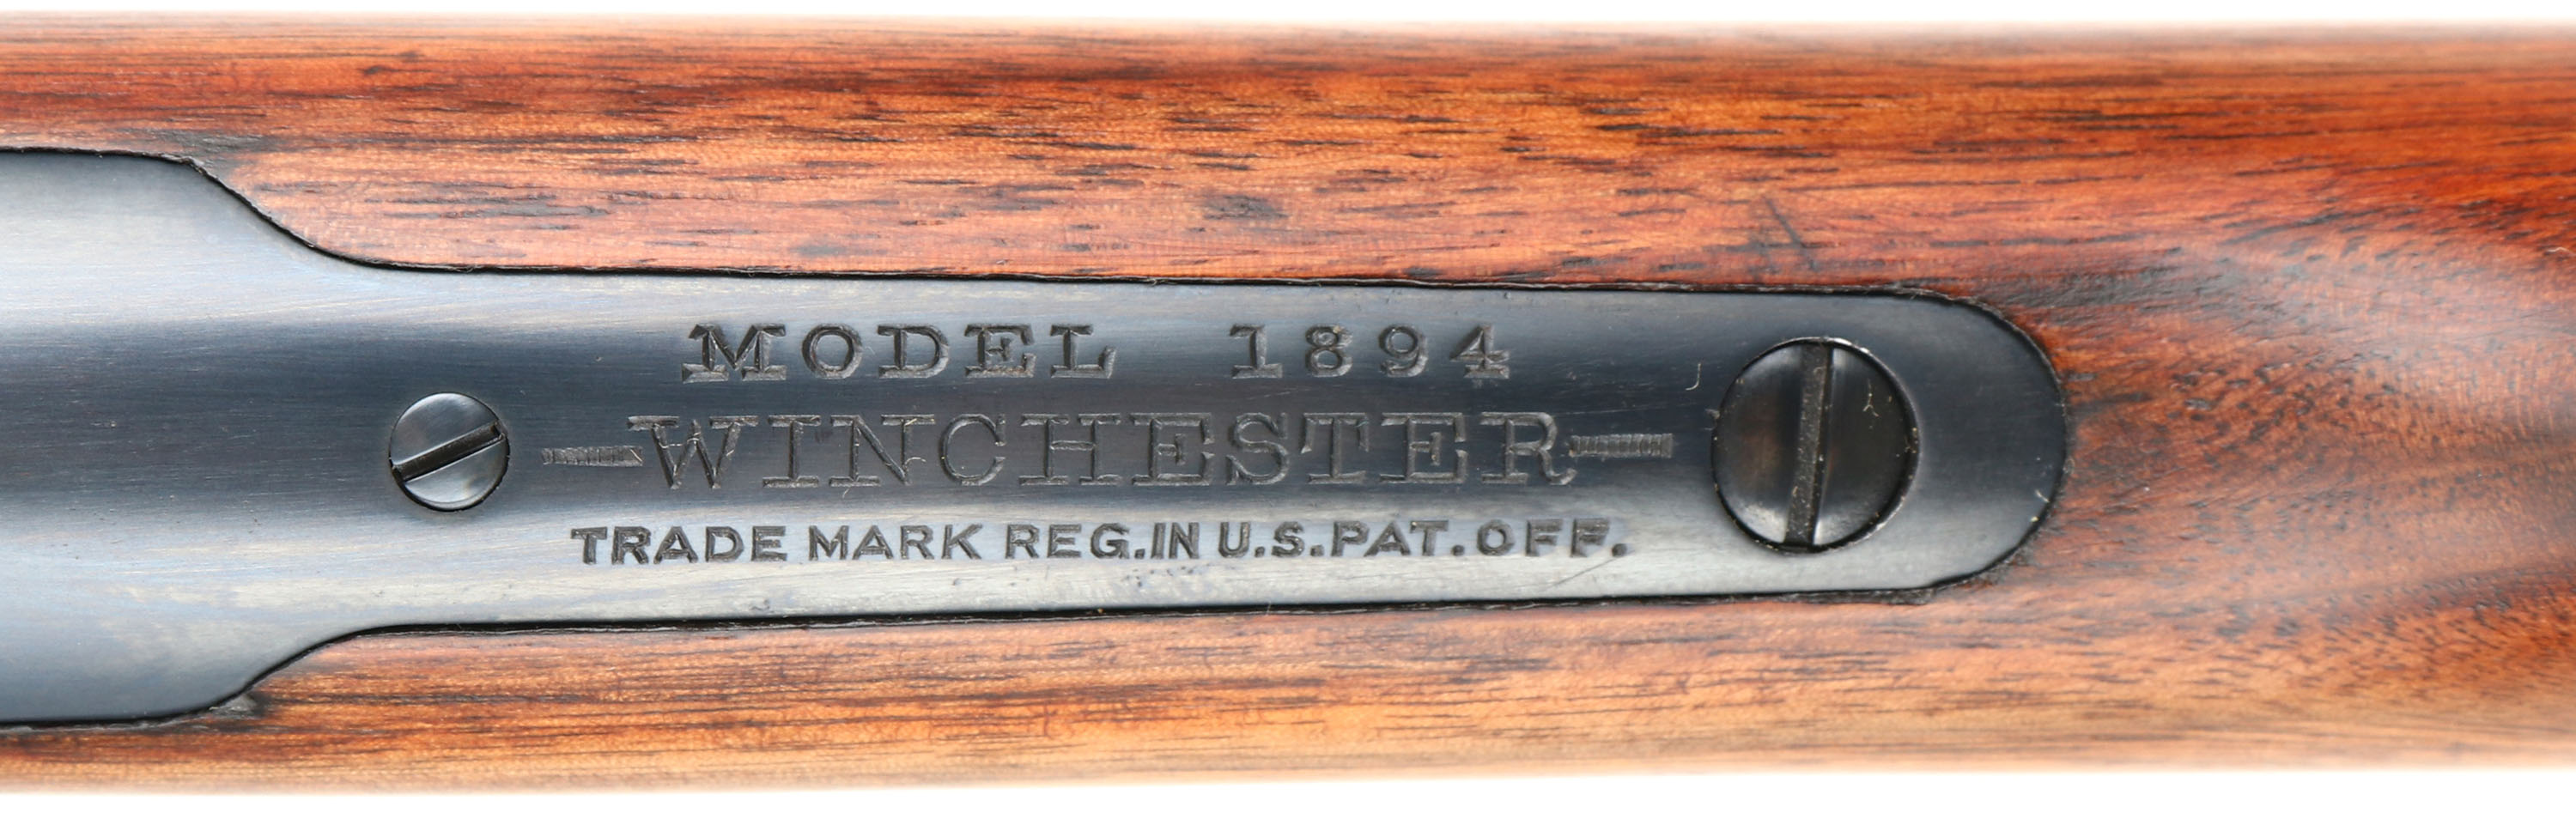 MODEL 1894
-WINCHESTER-
TRADE MARK REG.IN U.S.PAT.OFF.